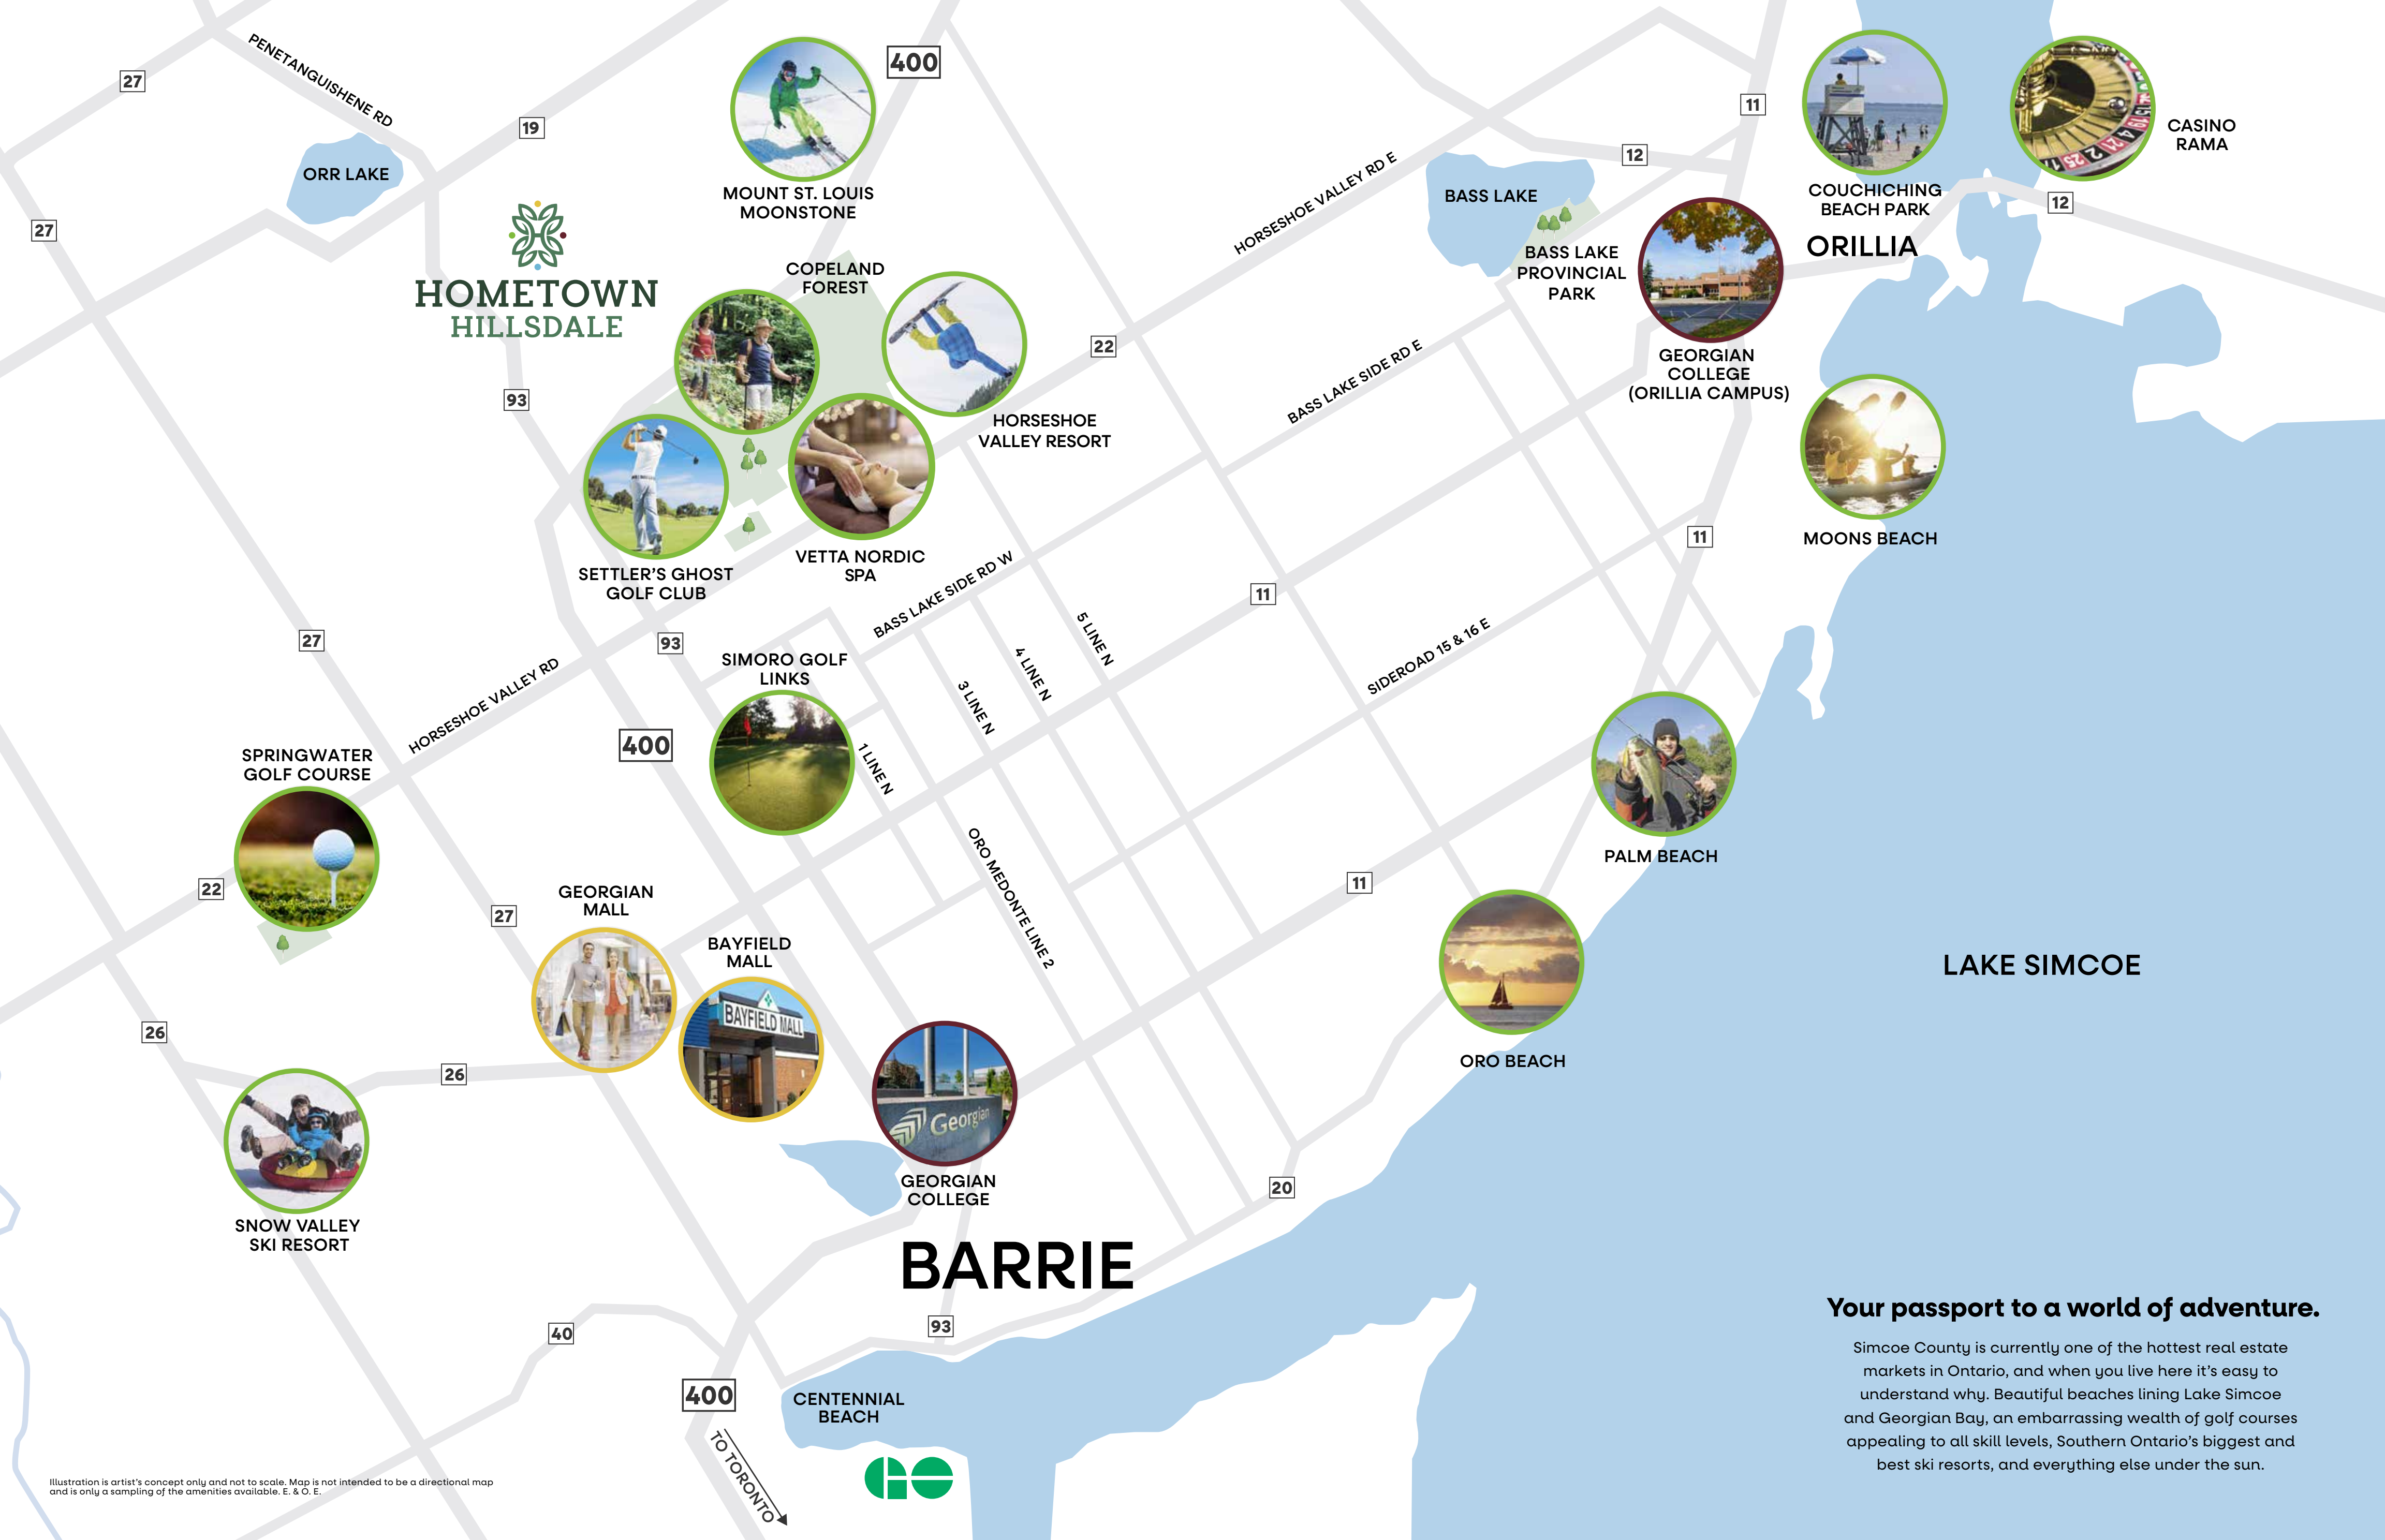 400
PENETANGUISHENE RD
27
11
19
12
CASINO
RAMA
HORSESHOE VALLEY RD E
ORR LAKE
MOUNT ST. LOUIS
MOONSTONE
BASS LAKE
COUCHICHING
BEACH PARK
12
27
ORILLIA
BASS LAKE
PROVINCIAL
PARK
COPELAND
FOREST
HOMETOWN
HILLSDALE
22
GEORGIAN
COLLEGE
(ORILLIA CAMPUS)
BASS LAKE SIDE RD E
93
HORSESHOE
VALLEY RESORT
11
MOONS BEACH
VETTA NORDIC
SPA
SETTLER'S GHOST
GOLF CLUB
BASS LAKE SIDE RD W
11
5 LINE N
27
93
SIMORO GOLF
LINKS
4 LINE N
SIDEROAD 15 & 16 E
3 LINE N
HORSESHOE VALLEY RD
400
1 LINE N
SPRINGWATER
GOLF COURSE
PALM BEACH
22
GEORGIAN
MALL
27
11
ORO MEDONTE LINE 2
BAYFIELD
MALL
LAKE SIMCOE
BAYFIELD MALL
26
26
ORO BEACH
Georgian
GEORGIAN
COLLEGE
20
SNOW VALLEY
SKI RESORT
BARRIE
93
40
400
CENTENNIAL
BEACH
TO TORONTO
GO
Your passport to a world of adventure.
Simcoe County is currently one of the hottest real estate
markets in Ontario, and when you live here it's easy to
understand why. Beautiful beaches lining Lake Simcoe
and Georgian Bay, an embarrassing wealth of golf courses
appealing to all skill levels, Southern Ontario's biggest and
best ski resorts, and everything else under the sun.
Illustration is artist's concept only and not to scale. Map is not intended to be a directional map
and is only a sampling of the amenities available. E. & O. E.